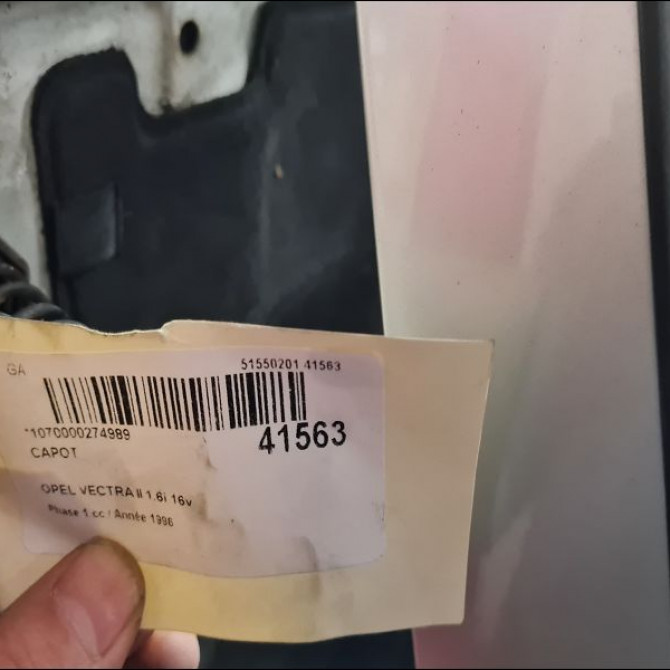 GA 51550201 41563
*1070000274989
41563
CAPOT
OPEL VECTRA II 1.6i 16v
Phase 1 cc / Année 1996